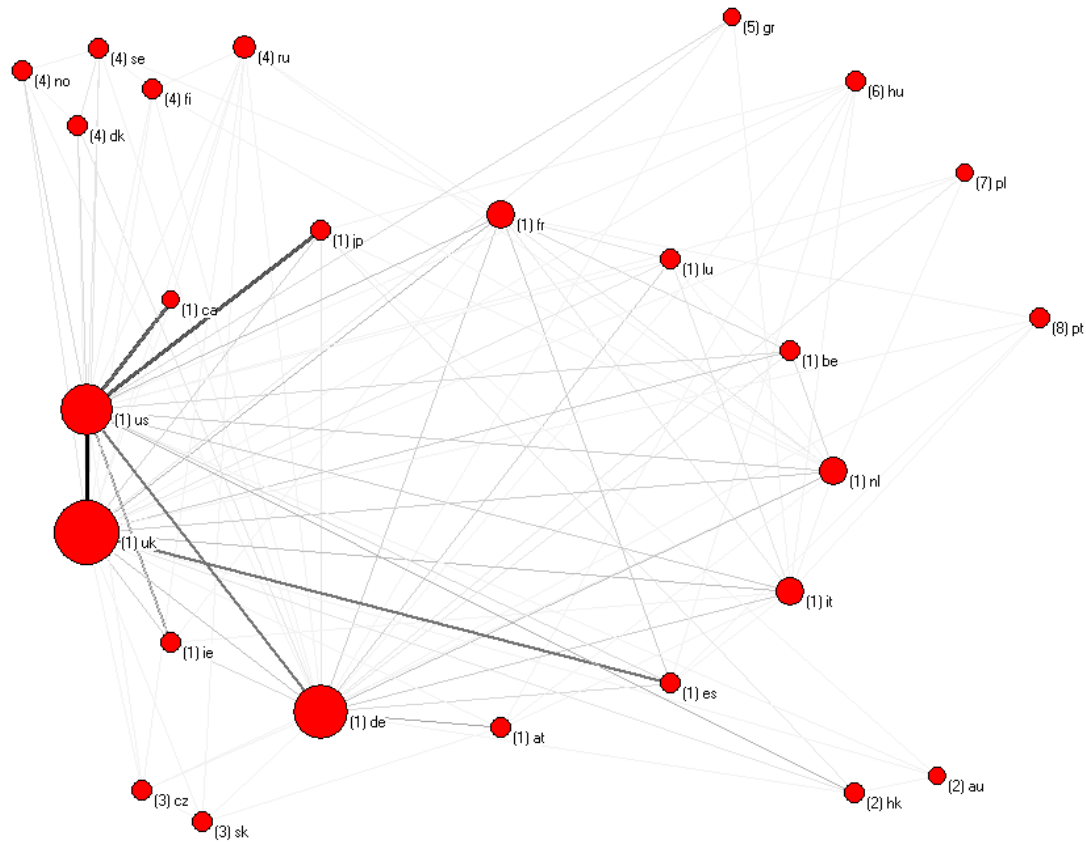 (5) gr
(4) se
(4) ru
(4) no
(6) hu
(4) fi
(4) dk
(7) pl
(1) fr
(1) jp
(1) lu
(1) ca
(8) pt
(1) be
(1) us
(1) nl
(1) uk
(1) it
(1) ie
(1) es
(1) de
(1) at
(2) au
(3) cz
(2) hk
(3) sk